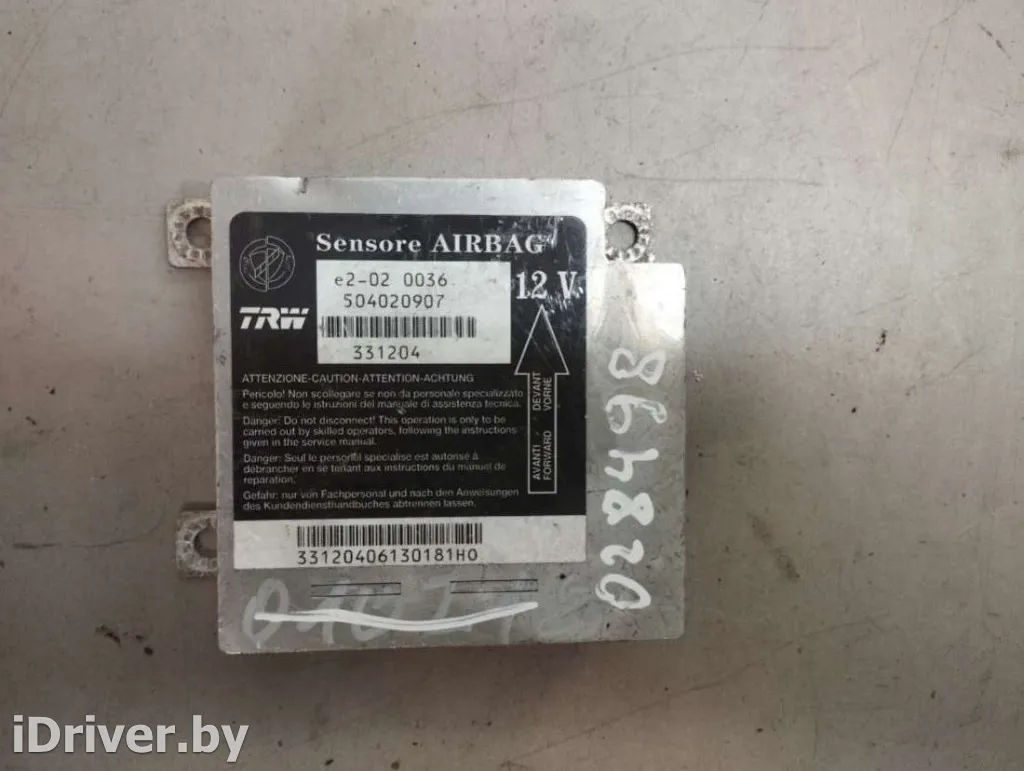 Sensore AIRBAG
e2-02 0036
12 V
504020907
TRW
331204
ATTENZIONE-CAUTION-ATTENTION-ACHTUNG
Pericolo! Non scollegare se non da personale specializzato
e seguendo le istruzioni del manuale di assistenza tecnica.
Danger: Do not disconnect! This operation is only to be
carried out by skilled operators, following the instructions
given in the service manual.
Danger: Seul le personal specialise est autorisé à
débrancher en se tenant aux instructions du manuel de
reparation.
Gefahr: nur von Fachpersonal und nach den Anweisungen
des Kundendiensthandbuches abtrennen lassen.
AVANTI DEVANT
FORWARD VORNE
33120406130181H0
028498
iDriver.by